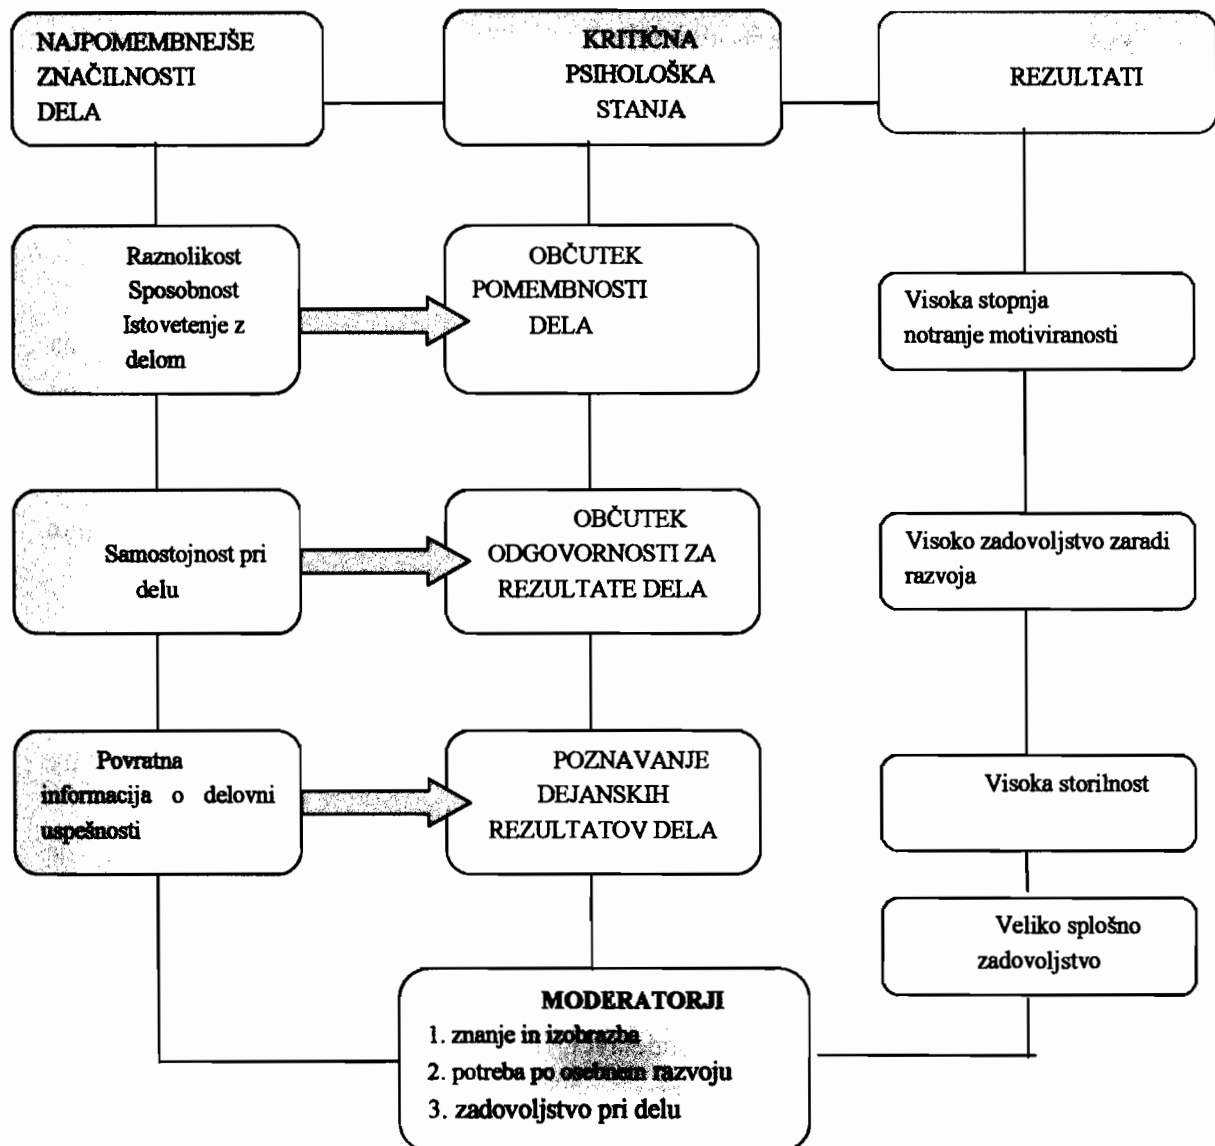 NAJPOMEMBNEJŠE
ZNAČILNOSTI
DELA
KRITIČNA
PSIHOLOŠKA
STANJA
REZULTATI
Raznolikost
Sposobnost
Istovetenje z
delom
OBČUTEK
POMEMBNOSTI
DELA
Visoka stopnja
notranje motiviranosti
Samostojnost pri
delu
OBČUTEK
ODGOVORNOSTI ZA
REZULTATE DELA
Visoko zadovoljstvo zaradi
razvoja
Povratna
informacija o delovni
uspešnosti
POZNAVANJE
DEJANSKIH
REZULTATOV DELA
Visoka storilnost
Veliko splošno
zadovoljstvo
MODERATORJI
1. znanje in izobrazba
2. potreba po osebnem razvoju
3. zadovoljstvo pri delu